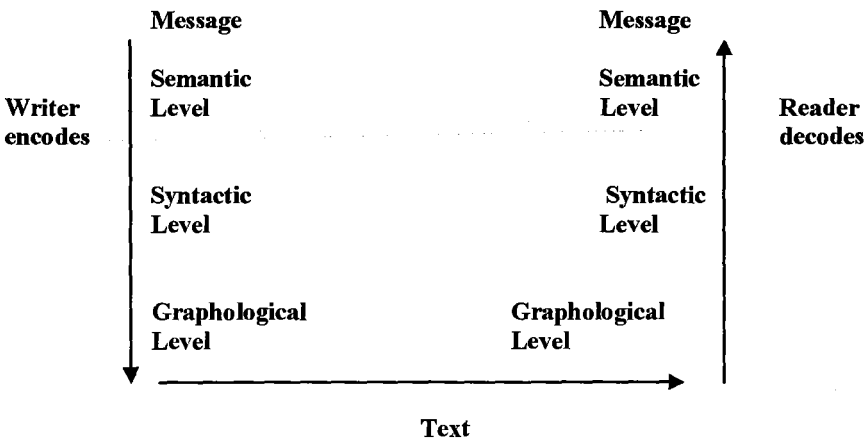 Message
Message
Semantic
Level
Semantic
Level
Writer
encodes
Reader
decodes
Syntactic
Level
Syntactic
Level
Graphological
Level
Graphological
Level
Text